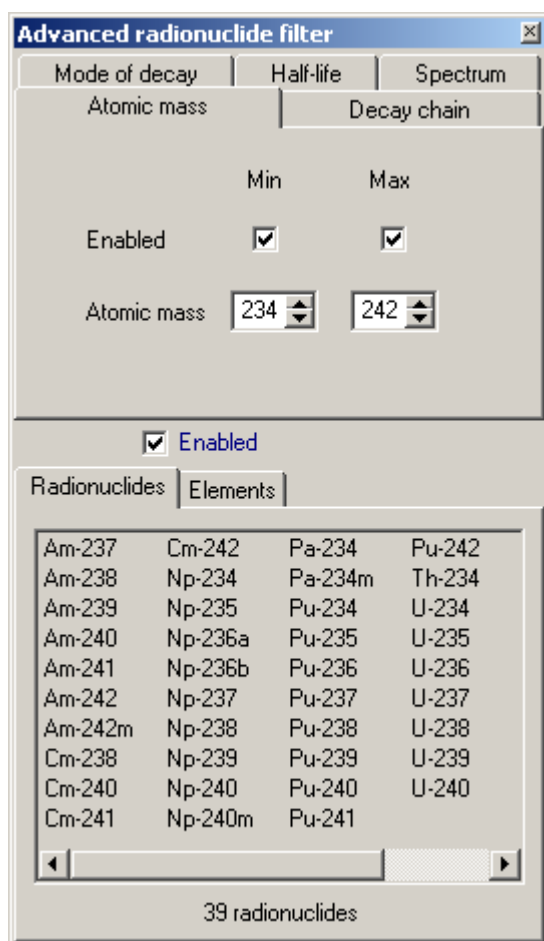 Advanced radionuclide filter
Mode of decay Half-life Spectrum
Atomic mass Decay chain
Min Max
Enabled
Atomic mass 234 242
Enabled
Radionuclides Elements
Am-237 Cm-242 Pa-234 Pu-242
Am-238 Np-234 Pa-234m Th-234
Am-239 Np-235 Pu-234 U-234
Am-240 Np-236a Pu-235 U-235
Am-241 Np-236b Pu-236 U-236
Am-242 Np-237 Pu-237 U-237
Am-242m Np-238 Pu-238 U-238
Cm-238 Np-239 Pu-239 U-239
Cm-240 Np-240 Pu-240 U-240
Cm-241 Np-240m Pu-241
39 radionuclides